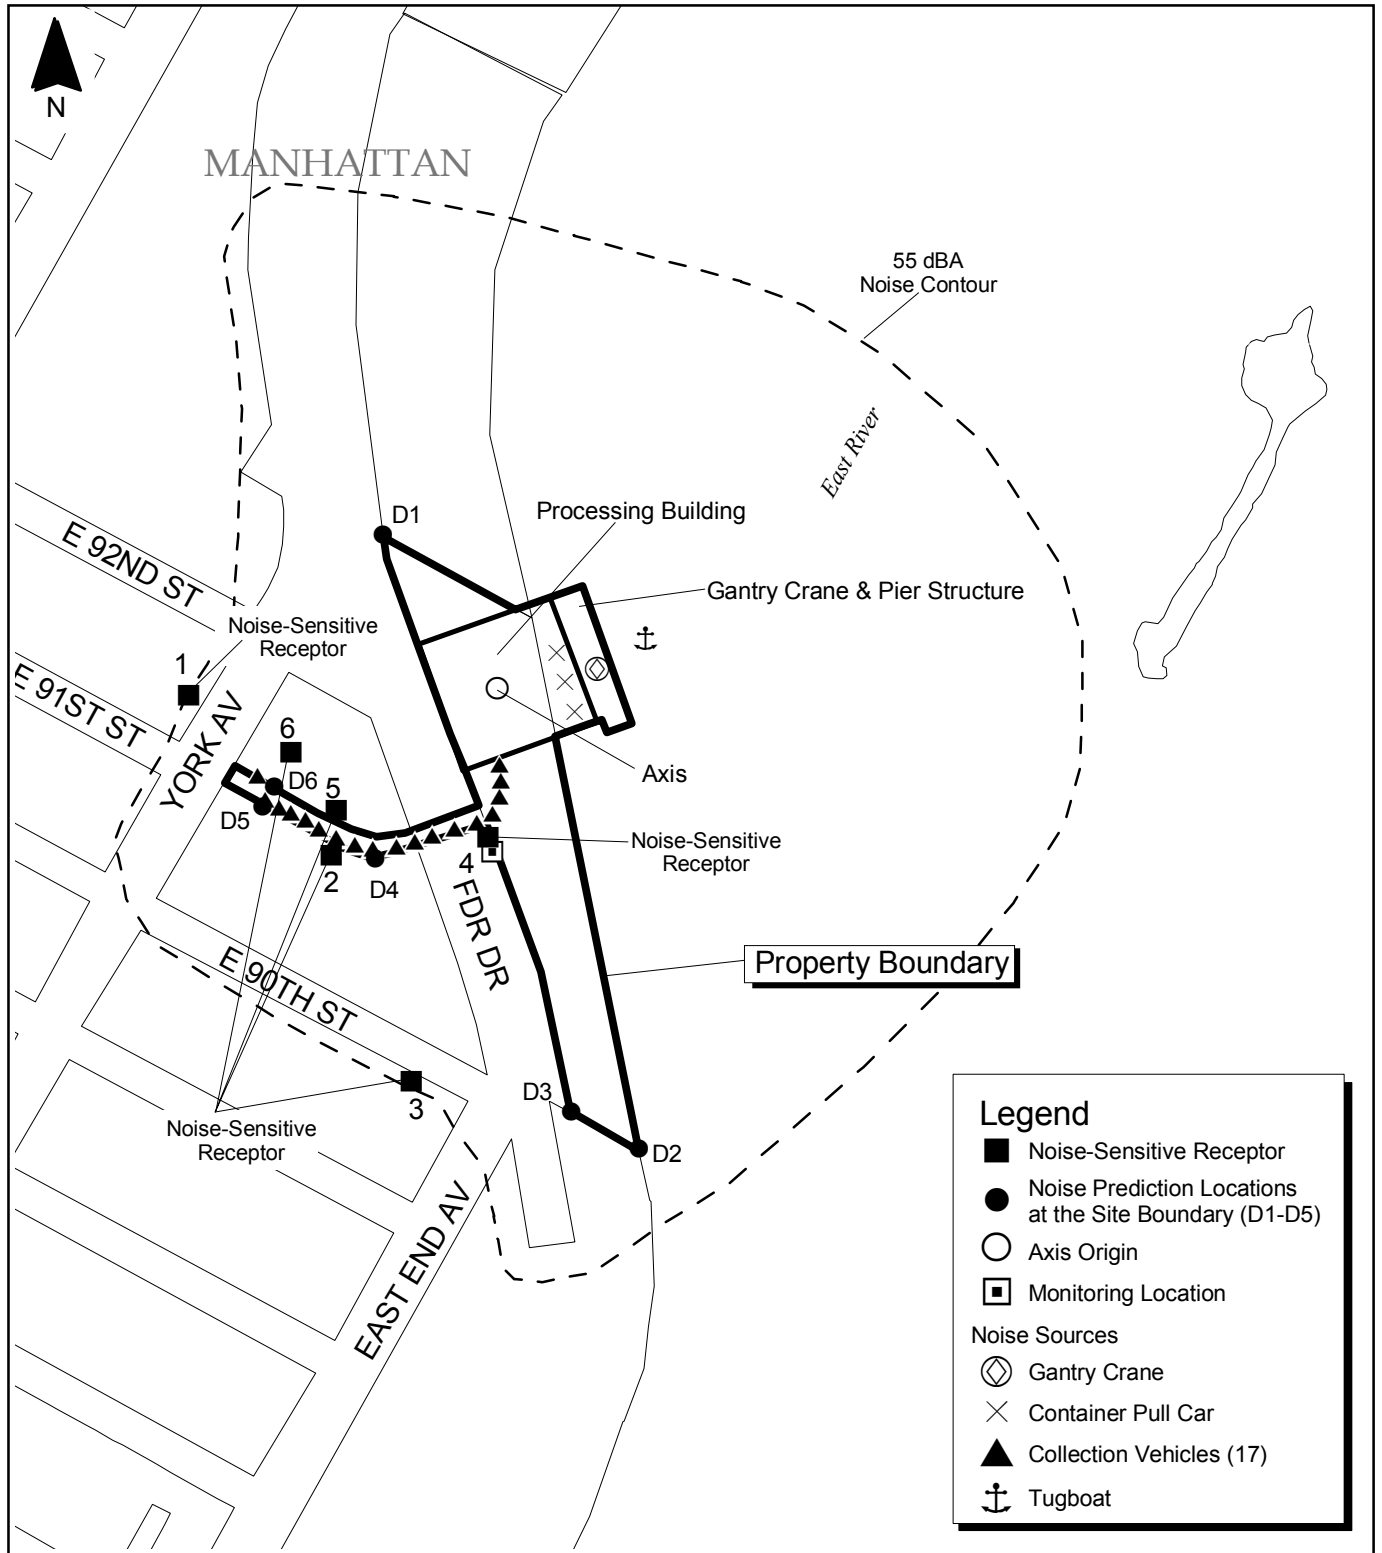 N
MANHATTAN
55 dBA
Noise Contour
East River
D1
Processing Building
E 92ND ST
Gantry Crane & Pier Structure
Noise-Sensitive
Receptor
1
E 91ST ST
YORK AV
6
Axis
D6
5
D5
Noise-Sensitive
Receptor
4
2
D4
FDR DR
Property Boundary
E 90TH ST
D3
3
Noise-Sensitive
Receptor
D2
EAST END AV
Legend
Noise-Sensitive Receptor
Noise Prediction Locations
at the Site Boundary (D1-D5)
Axis Origin
Monitoring Location
Noise Sources
Gantry Crane
Container Pull Car
Collection Vehicles (17)
Tugboat